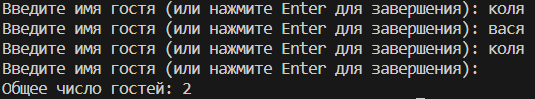 Введите имя гостя (или нажмите Enter для завершения): коля
Введите имя гостя (или нажмите Enter для завершения): вася
Введите имя гостя (или нажмите Enter для завершения): коля
Введите имя гостя (или нажмите Enter для завершения):
Общее число гостей: 2